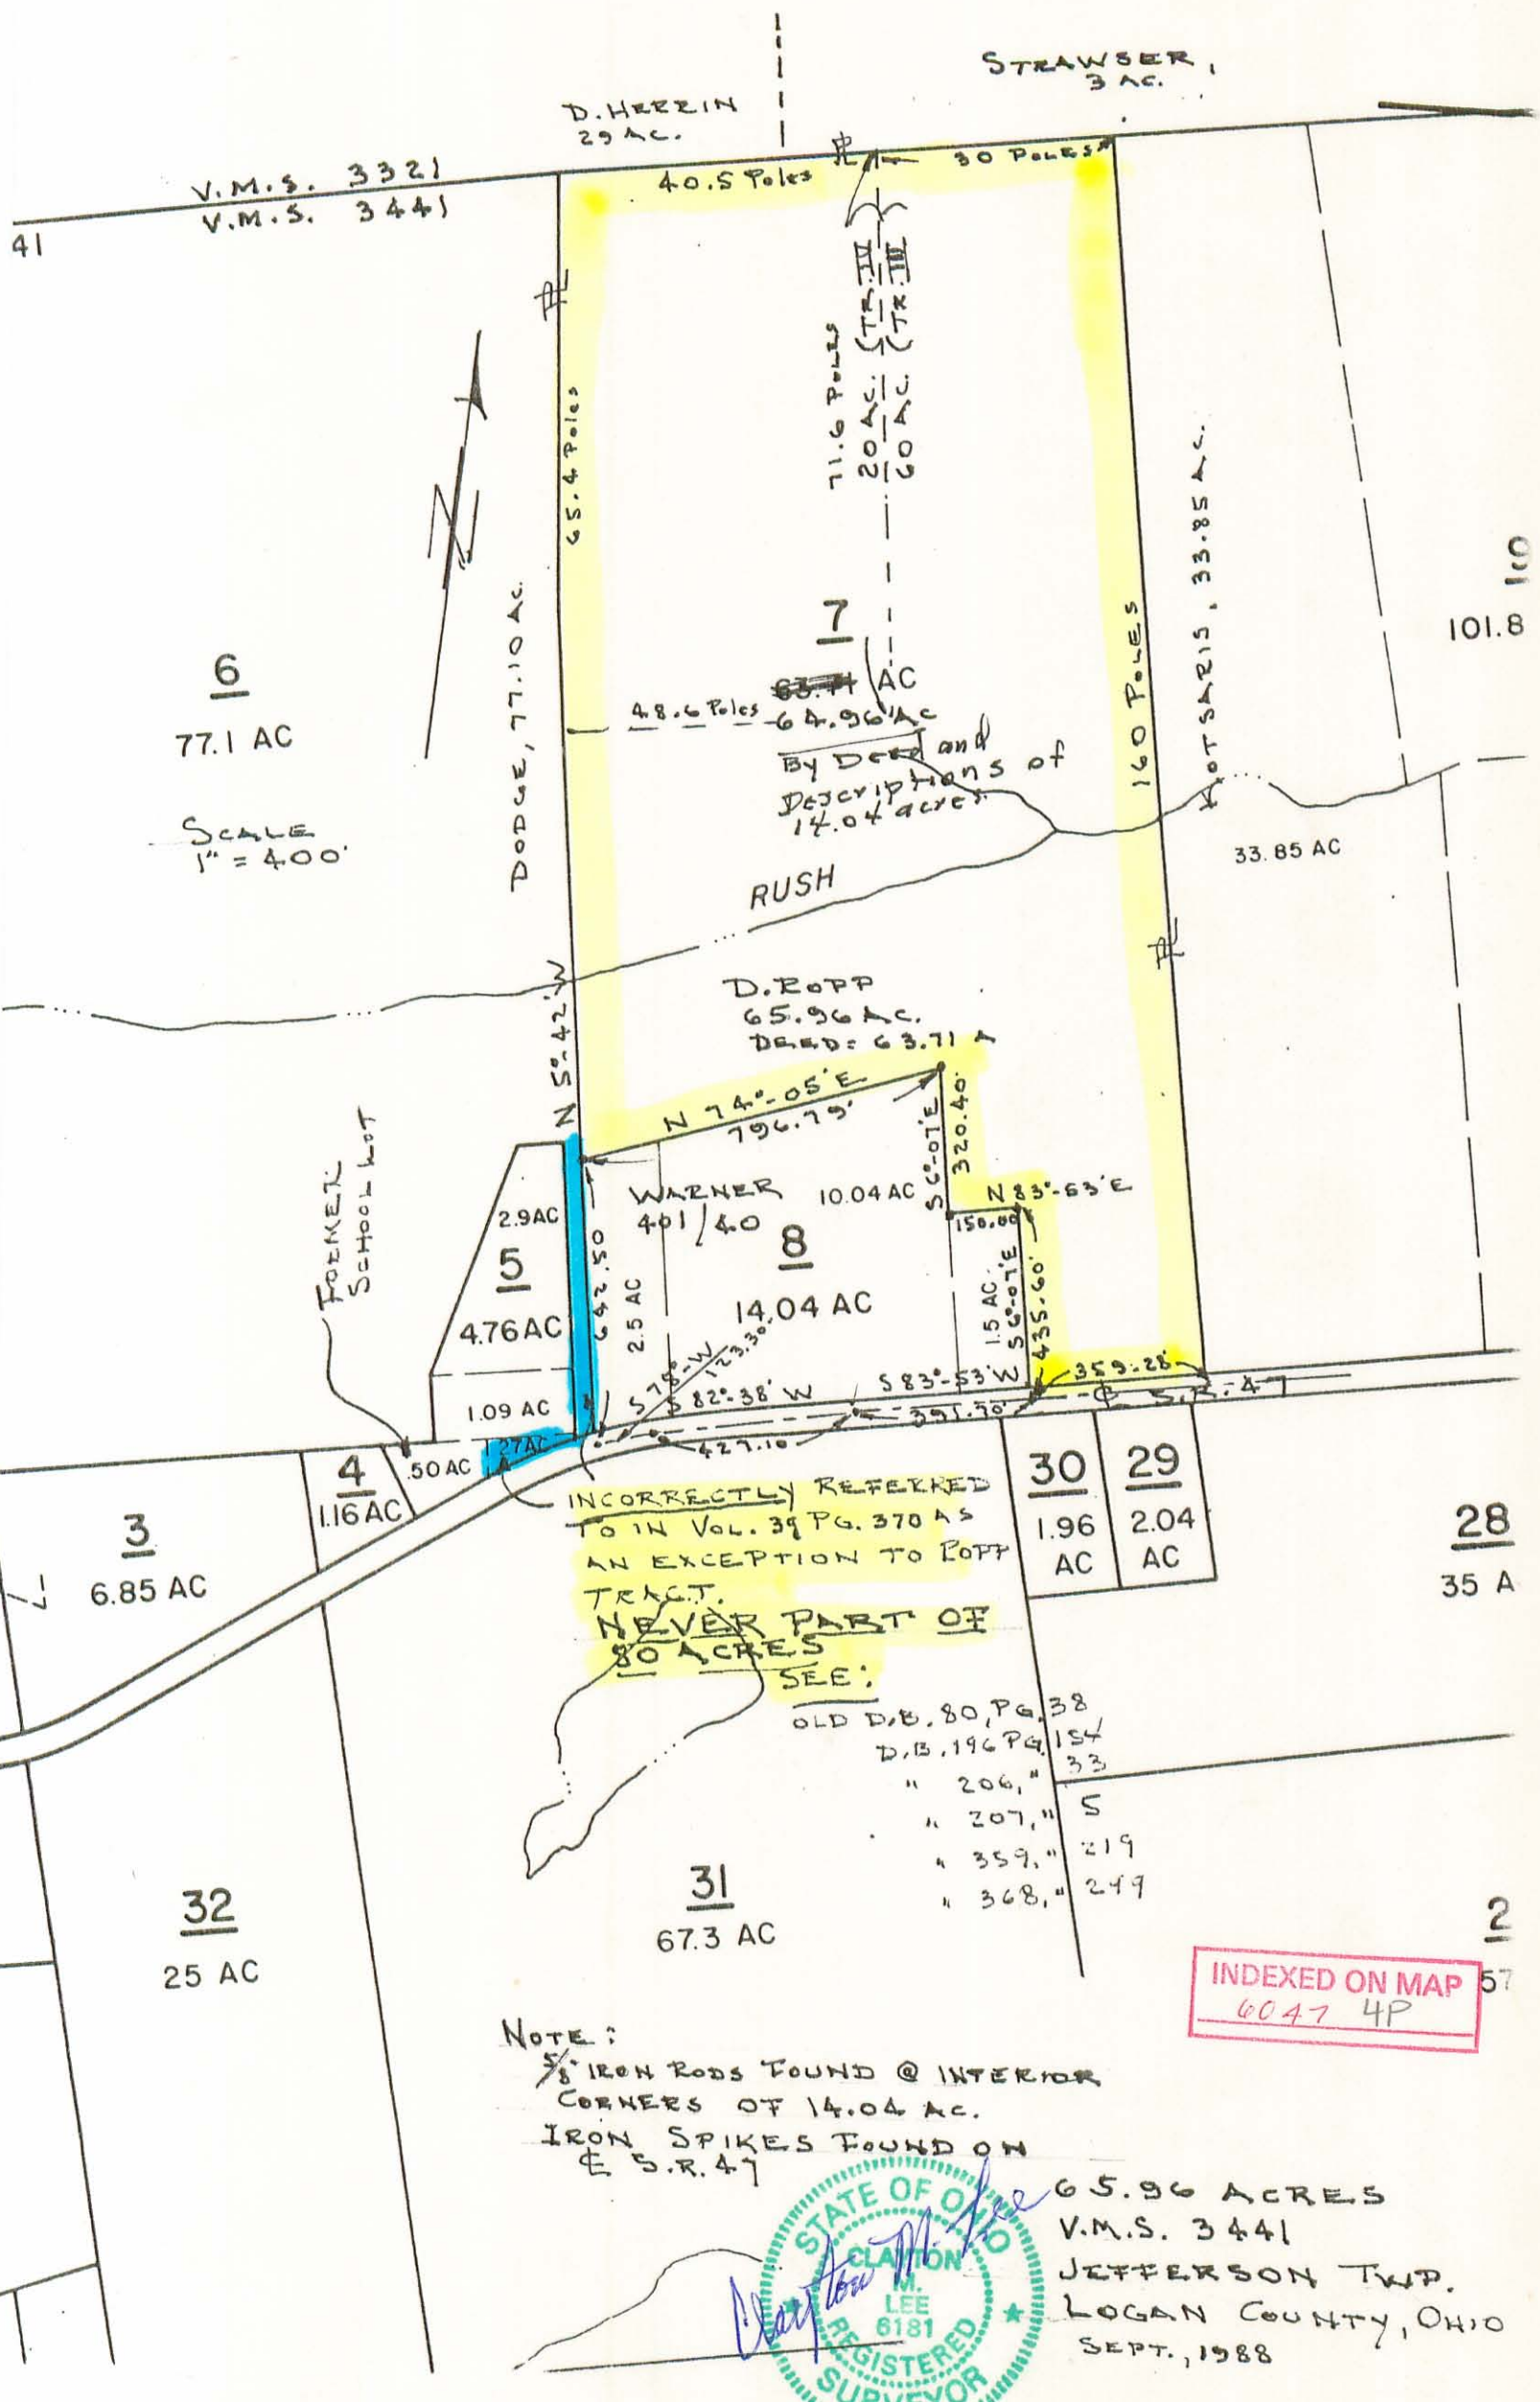 STRAWSER,
3 AC.
D. HERRIN
29 AC.
V.M.S. 3321
V.M.S. 3441
41
40.5 Poles
30 POLES
71.6 POLES
20 AC. (TR. IV
60 AC. (TR. III
65.4 Poles
DODGE, 77.10 AC.
N
160 POLES
KOTSARIS, 33.85 AC.
10
101.8
6
77.1 AC
SCALE
1" = 400'
7
63.71 AC
48.6 Poles
64.96 AC
By Deed and
Descriptions of
14.04 acres
RUSH
33.85 AC
N 5°-42' W
D. ROPP
65.96 AC.
DEED = 63.71 A
N 74°-05' E
796.79'
S 6°-07' E
320.40'
N 83°-53' E
150.00
FORMER
SCHOOL LOT
2.9 AC
5
4.76 AC
1.09 AC
642.50
2.5 AC
WARNER
401/40
10.04 AC
8
14.04 AC
1.5 AC.
S 6°-07' E
435.60'
S 78°-W
123.30'
S 82°-38' W
S 83°-53' W
359.28'
427.10
391.70'
℄ S.R. 47
.27 AC
A
.50 AC
4
1.16 AC
3
6.85 AC
INCORRECTLY REFERRED
TO IN VOL. 39 PG. 370 AS
AN EXCEPTION TO ROPP
TRACT.
NEVER PART OF
80 ACRES
SEE:
OLD D.B. 80, PG. 38
D.B. 196 PG. 154
" 206, " 33
" 207, " 5
" 359, " 219
" 368, " 249
30
1.96
AC
29
2.04
AC
28
35 A
32
25 AC
31
67.3 AC
2
57
INDEXED ON MAP
6047 4P
NOTE:
5/8" IRON RODS FOUND @ INTERIOR
CORNERS OF 14.04 AC.
IRON SPIKES FOUND ON
℄ S.R. 47
STATE OF OHIO
CLAYTON
M.
LEE
6181
REGISTERED
SURVEYOR
Clayton M. Lee
65.96 ACRES
V.M.S. 3441
JEFFERSON TWP.
LOGAN COUNTY, OHIO
SEPT., 1988